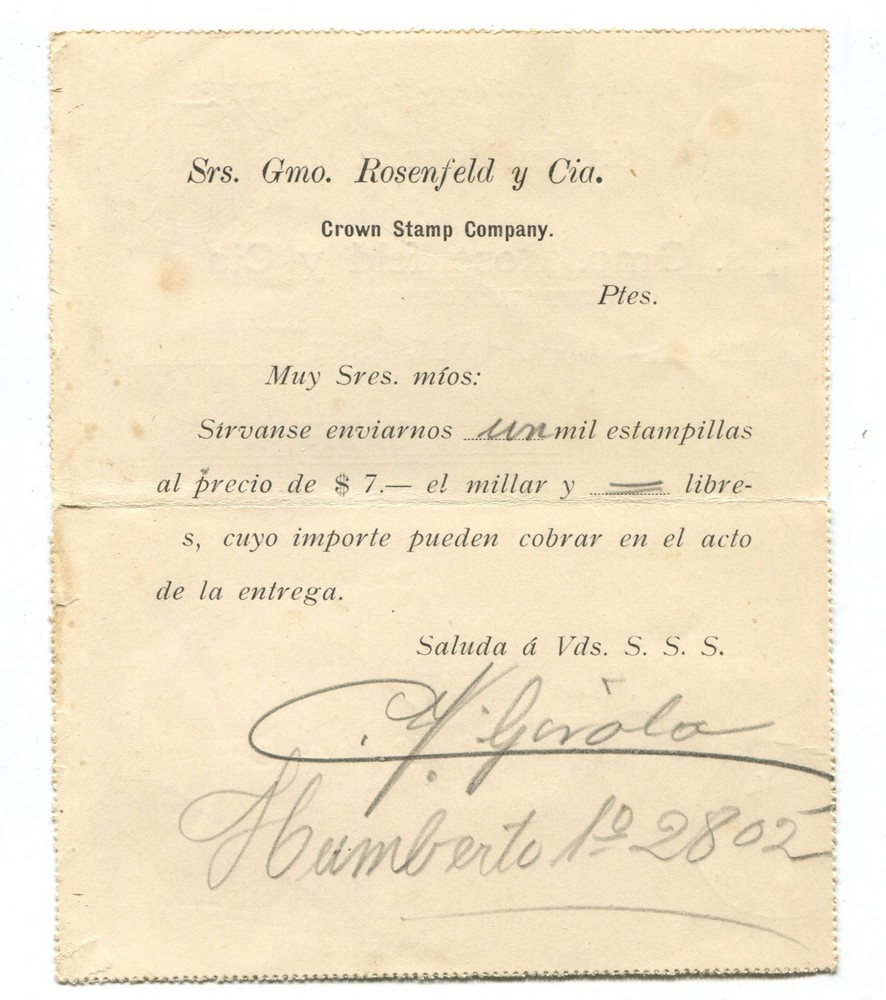 Srs. Gmo. Rosenfeld y Cia.
Crown Stamp Company.
Ptes.
Muy Sres. míos:
Sírvanse enviarnos un mil estampillas
al precio de $ 7.— el millar y — libre-
s, cuyo importe pueden cobrar en el acto
de la entrega.
Saluda á Vds. S. S. S.
Giròla
Humberto 1º 2802